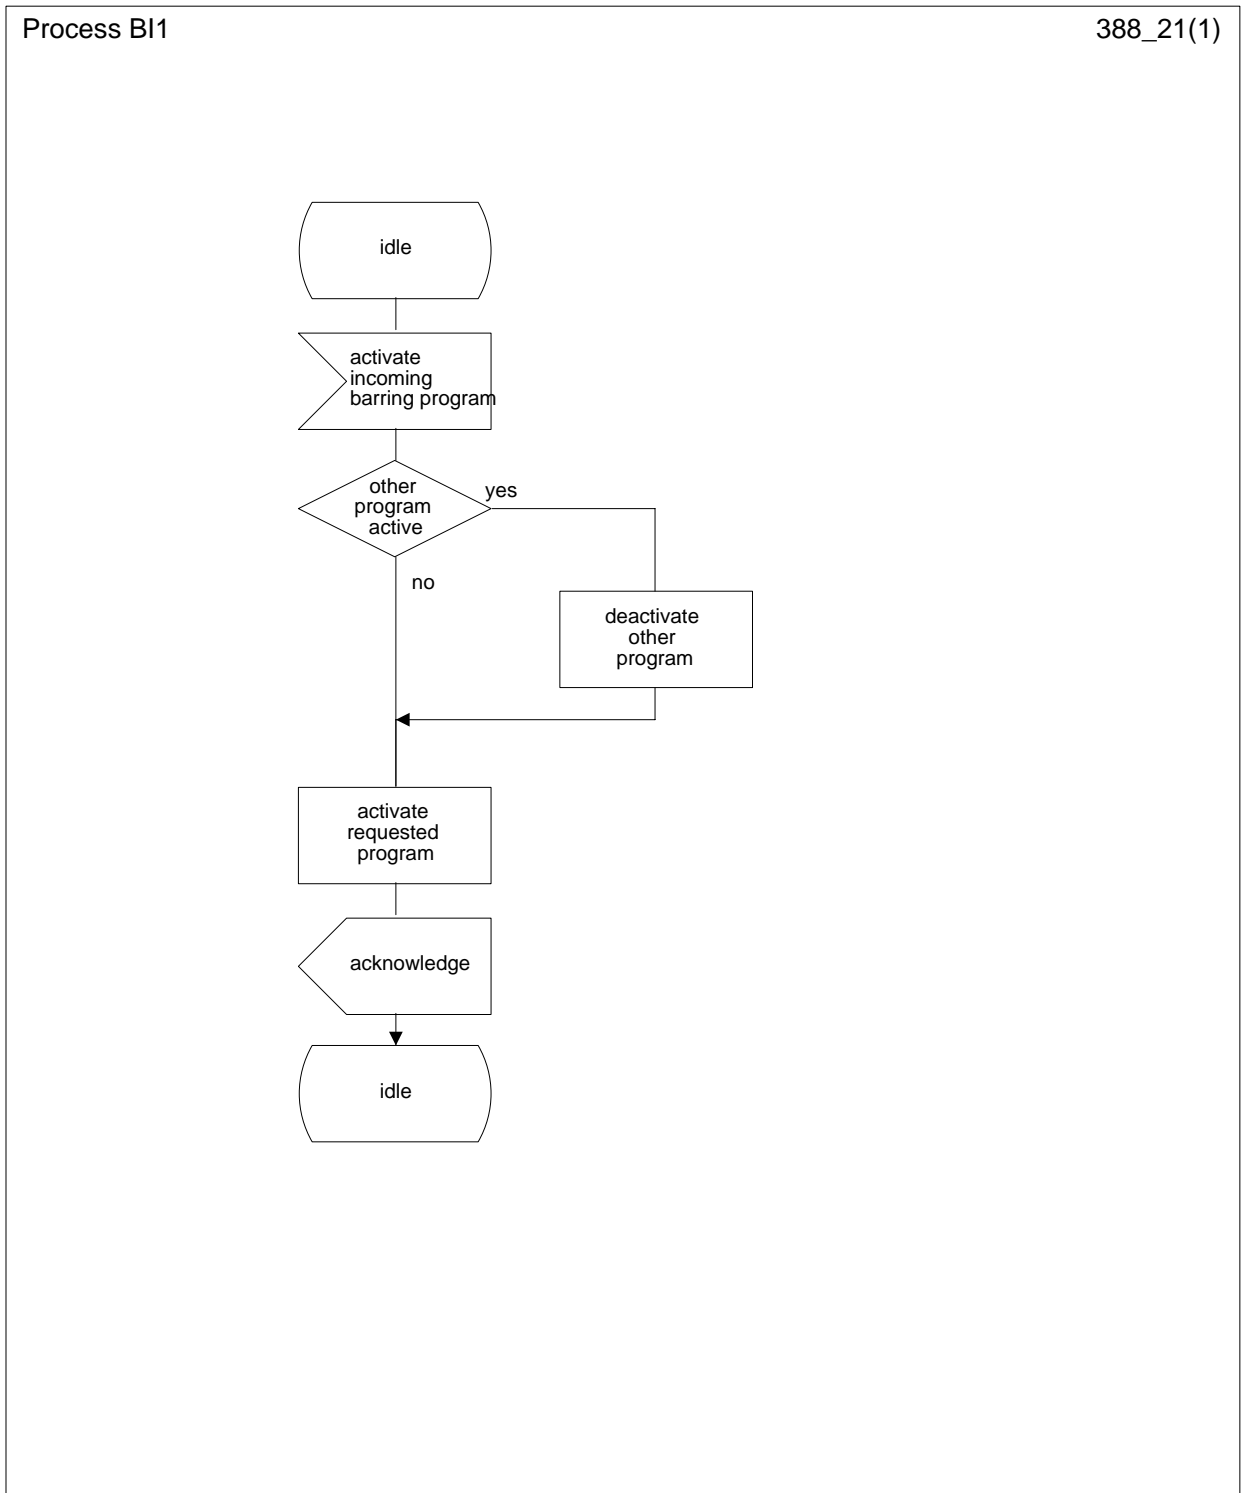 Process BI1
388_21(1)
idle
activate
incoming
barring program
other
program
active
yes
no
deactivate
other
program
activate
requested
program
acknowledge
idle